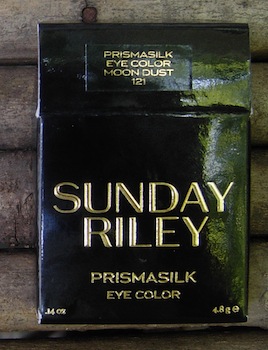 PRISMASILK
EYE COLOR
MOON DUST
121
SUNDAY
RILEY
PRISMASILK
EYE COLOR
.14 oz 4.8 g ℮